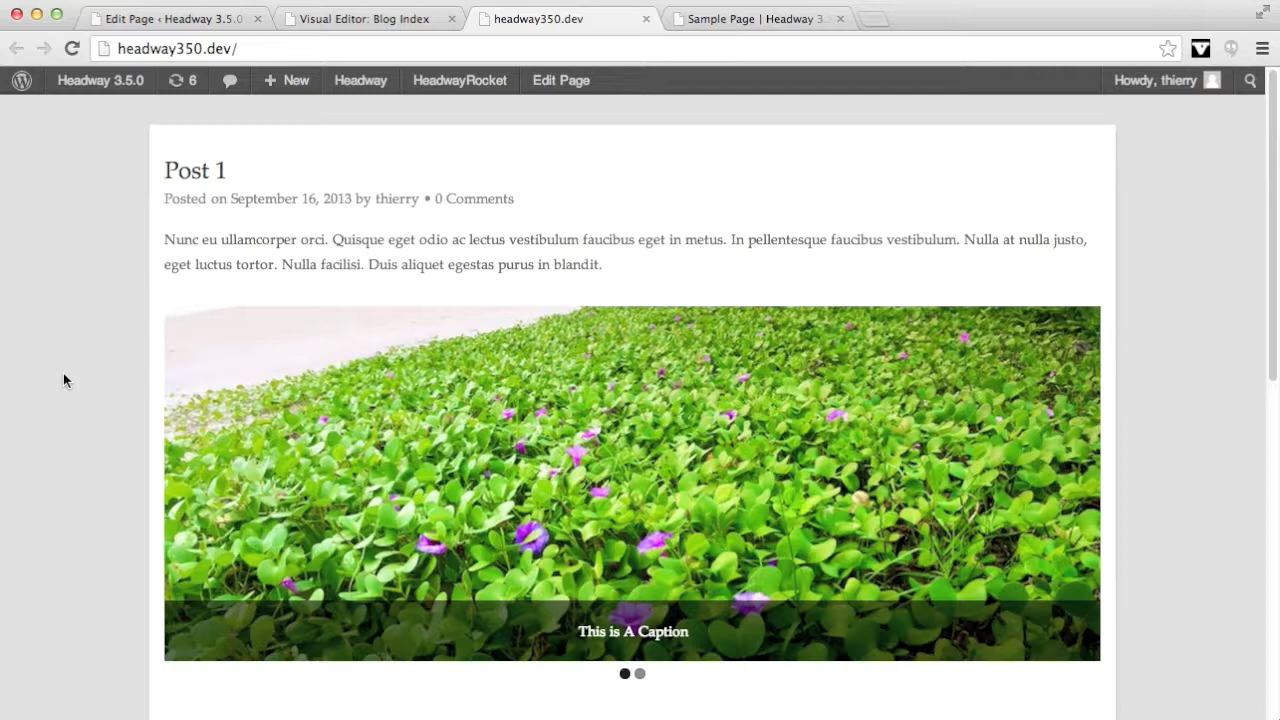 Edit Page ‹ Headway 3.5.0
Visual Editor: Blog Index
headway350.dev
Sample Page | Headway 3.
headway350.dev/
Headway 3.5.0
6
+ New
Headway
HeadwayRocket
Edit Page
Howdy, thierry
Post 1
Posted on September 16, 2013 by thierry • 0 Comments
Nunc eu ullamcorper orci. Quisque eget odio ac lectus vestibulum faucibus eget in metus. In pellentesque faucibus vestibulum. Nulla at nulla justo,
eget luctus tortor. Nulla facilisi. Duis aliquet egestas purus in blandit.
This is A Caption